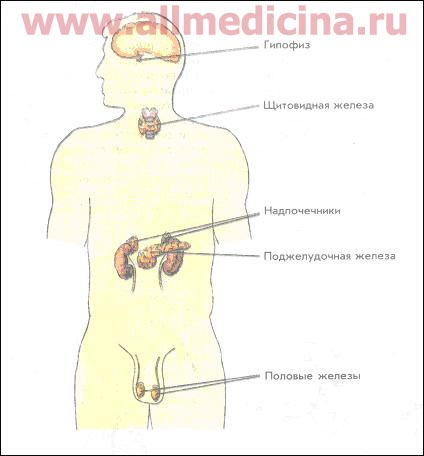 www.allmedicina.ru
Гипофиз
Щитовидная железа
Надпочечники
Поджелудочная железа
Половые железы